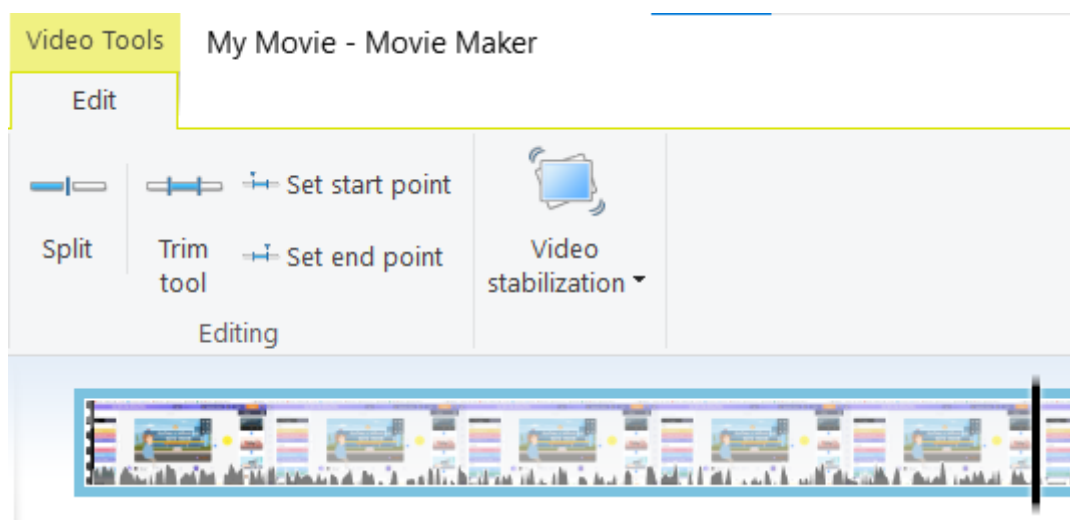 Video Tools
My Movie - Movie Maker
Edit
Split
Trim
tool
Set start point
Set end point
Video
stabilization
Editing